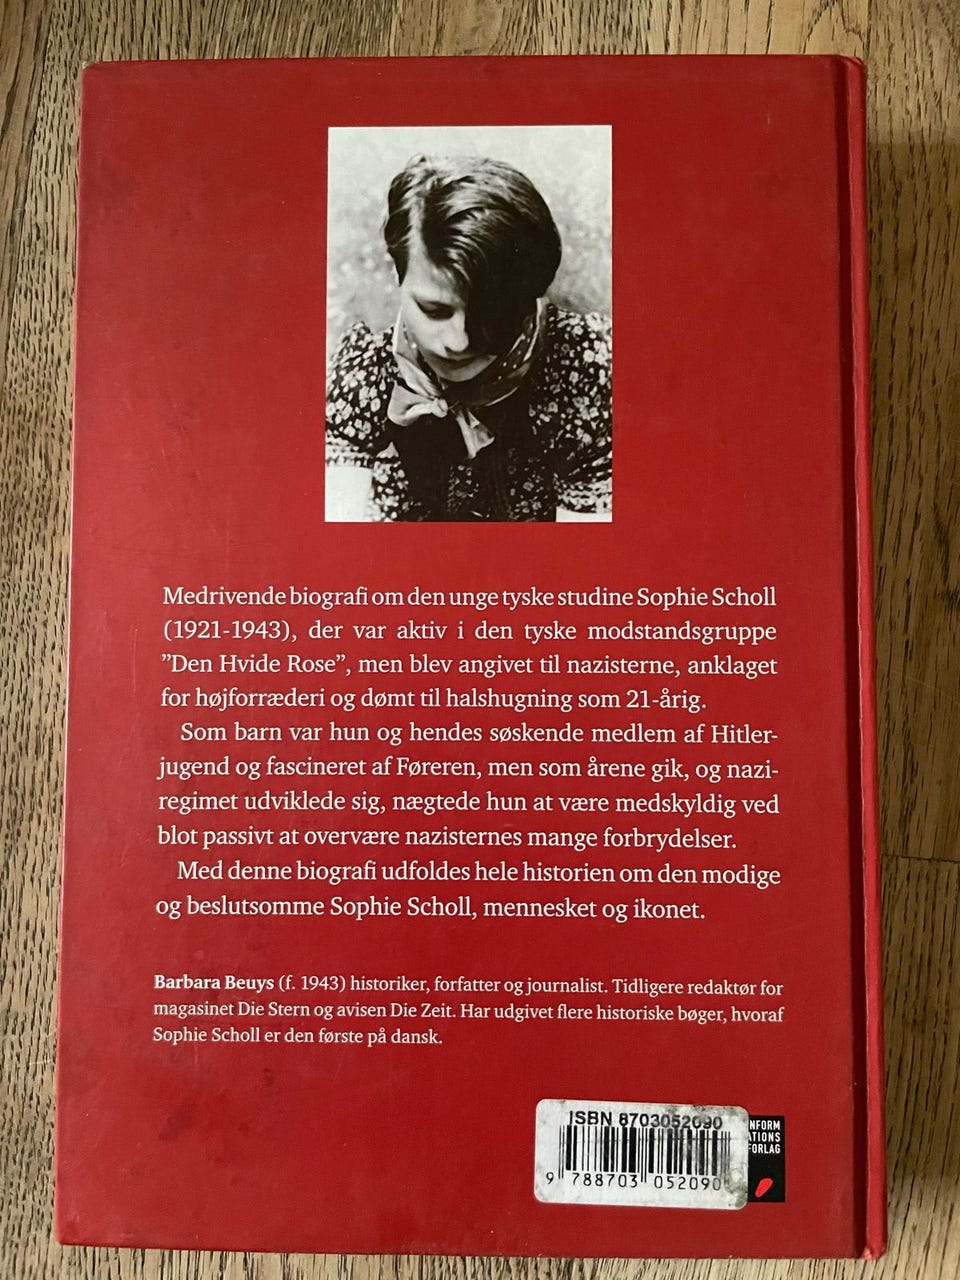 Medrivende biografi om den unge tyske studine Sophie Scholl
(1921-1943), der var aktiv i den tyske modstandsgruppe
”Den Hvide Rose”, men blev angivet til nazisterne, anklaget
for højforræderi og dømt til halshugning som 21-årig.
Som barn var hun og hendes søskende medlem af Hitler-
jugend og fascineret af Føreren, men som årene gik, og nazi-
regimet udviklede sig, nægtede hun at være medskyldig ved
blot passivt at overvære nazisternes mange forbrydelser.
Med denne biografi udfoldes hele historien om den modige
og beslutsomme Sophie Scholl, mennesket og ikonet.
Barbara Beuys (f. 1943) historiker, forfatter og journalist. Tidligere redaktør for
magasinet Die Stern og avisen Die Zeit. Har udgivet flere historiske bøger, hvoraf
Sophie Scholl er den første på dansk.
ISBN 8703052090
9 788703 052090
NFORM
ATIONS
FORLAG